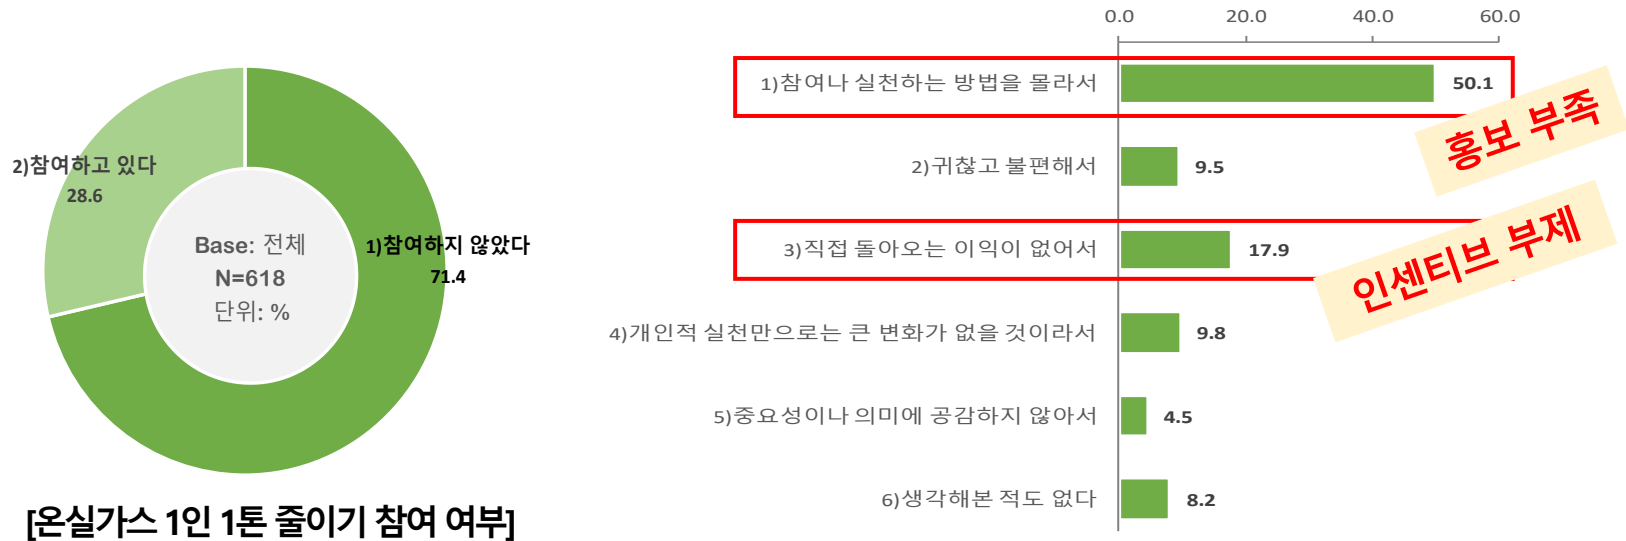 2)참여하고 있다
28.6
Base: 전체
N=618
단위: %
1)참여하지 않았다
71.4
[온실가스 1인 1톤 줄이기 참여 여부]
0.0 20.0 40.0 60.0
1)참여나 실천하는 방법을 몰라서 50.1
홍보 부족
2)귀찮고 불편해서 9.5
3)직접 돌아오는 이익이 없어서 17.9
인센티브 부제
4)개인적 실천만으로는 큰 변화가 없을 것이라서 9.8
5)중요성이나 의미에 공감하지 않아서 4.5
6)생각해본 적도 없다 8.2